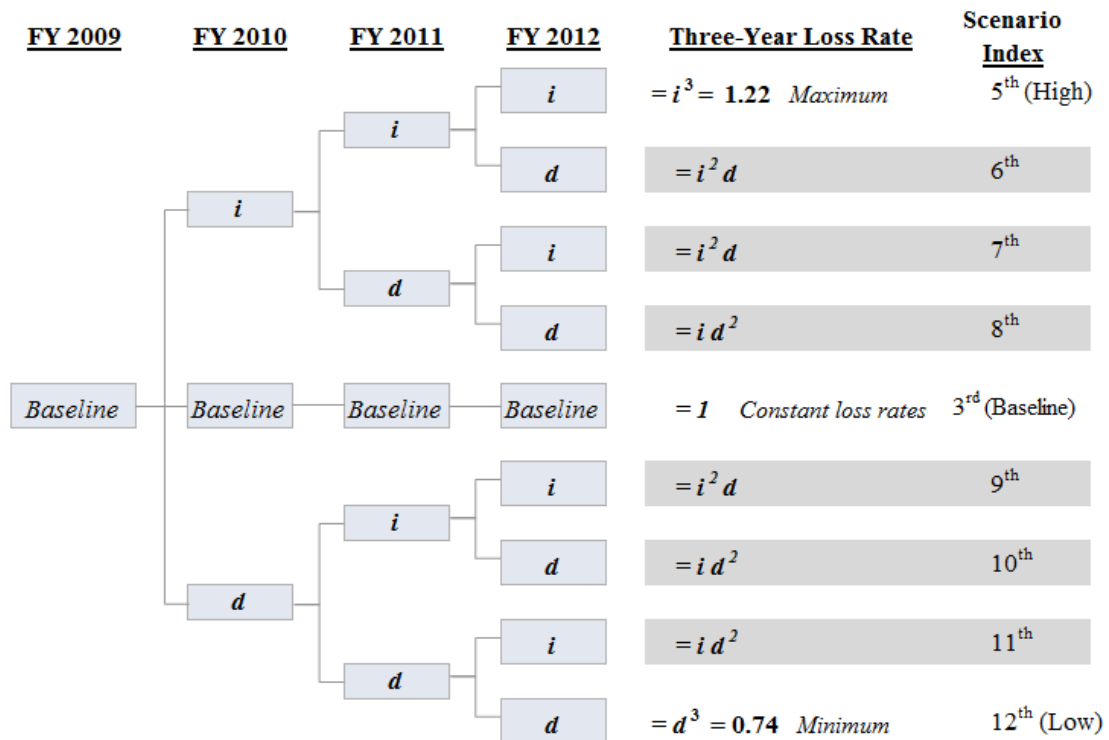 FY 2009 FY 2010 FY 2011 FY 2012 Three-Year Loss Rate Scenario Index
i = i³ = 1.22 Maximum 5th (High)
i
d = i² d 6th
i
i = i² d 7th
d
d = i d² 8th
Baseline Baseline Baseline Baseline = 1 Constant loss rates 3rd (Baseline)
i = i² d 9th
i
d = i d² 10th
d
i = i d² 11th
d
d = d³ = 0.74 Minimum 12th (Low)